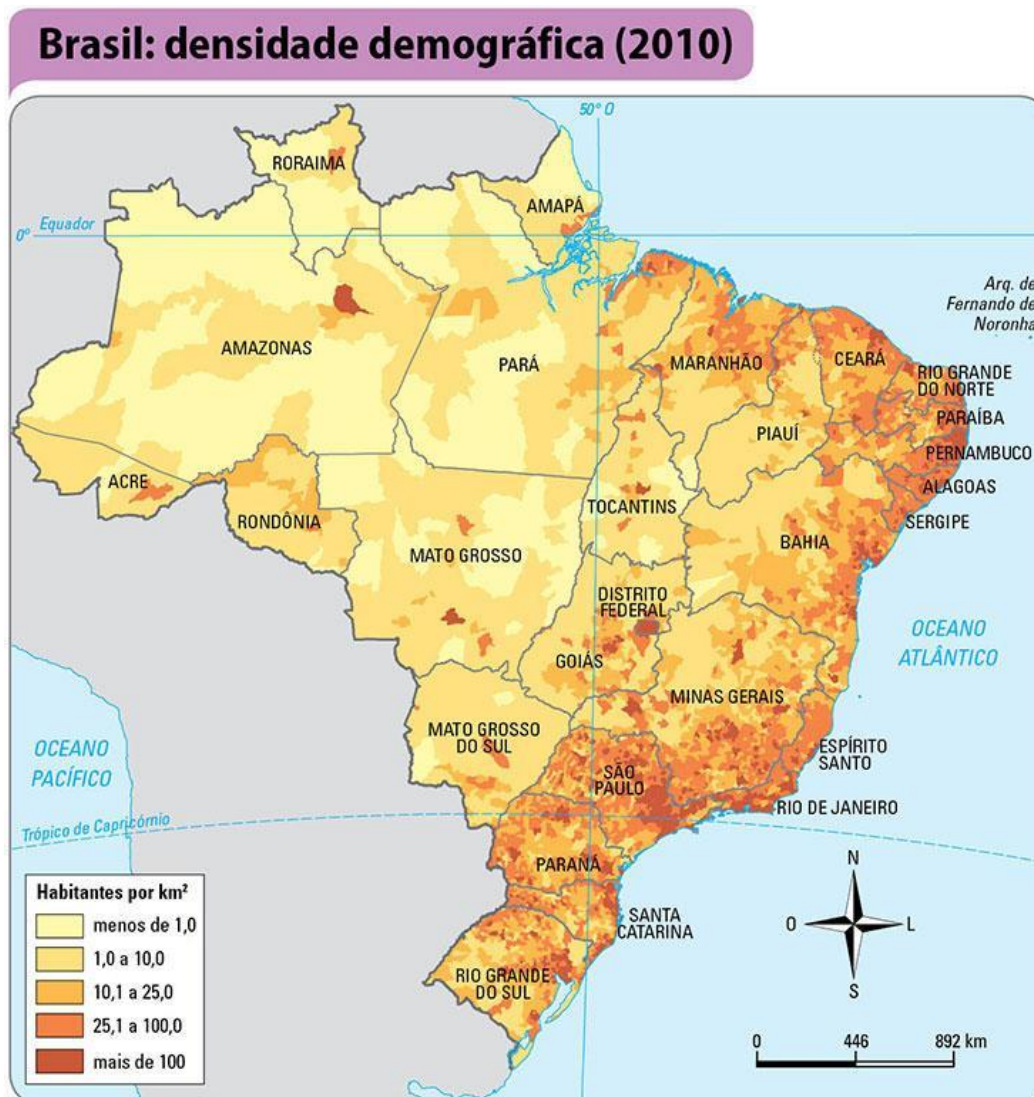 Brasil: densidade demográfica (2010)
50° O
RORAIMA
AMAPÁ
Equador
0°
Arq. de
Fernando de
Noronha
AMAZONAS
PARÁ
MARANHÃO
CEARÁ
RIO GRANDE
DO NORTE
PARAÍBA
PIAUÍ
PERNAMBUCO
ACRE
ALAGOAS
TOCANTINS
SERGIPE
RONDÔNIA
BAHIA
MATO GROSSO
DISTRITO
FEDERAL
OCEANO
ATLÂNTICO
GOIÁS
MINAS GERAIS
MATO GROSSO
DO SUL
ESPÍRITO
SANTO
OCEANO
PACÍFICO
SÃO
PAULO
RIO DE JANEIRO
Trópico de Capricórnio
PARANÁ
SANTA
CATARINA
RIO GRANDE
DO SUL
N
O
L
S
Habitantes por km²
menos de 1,0
1,0 a 10,0
10,1 a 25,0
25,1 a 100,0
mais de 100
0 446 892 km